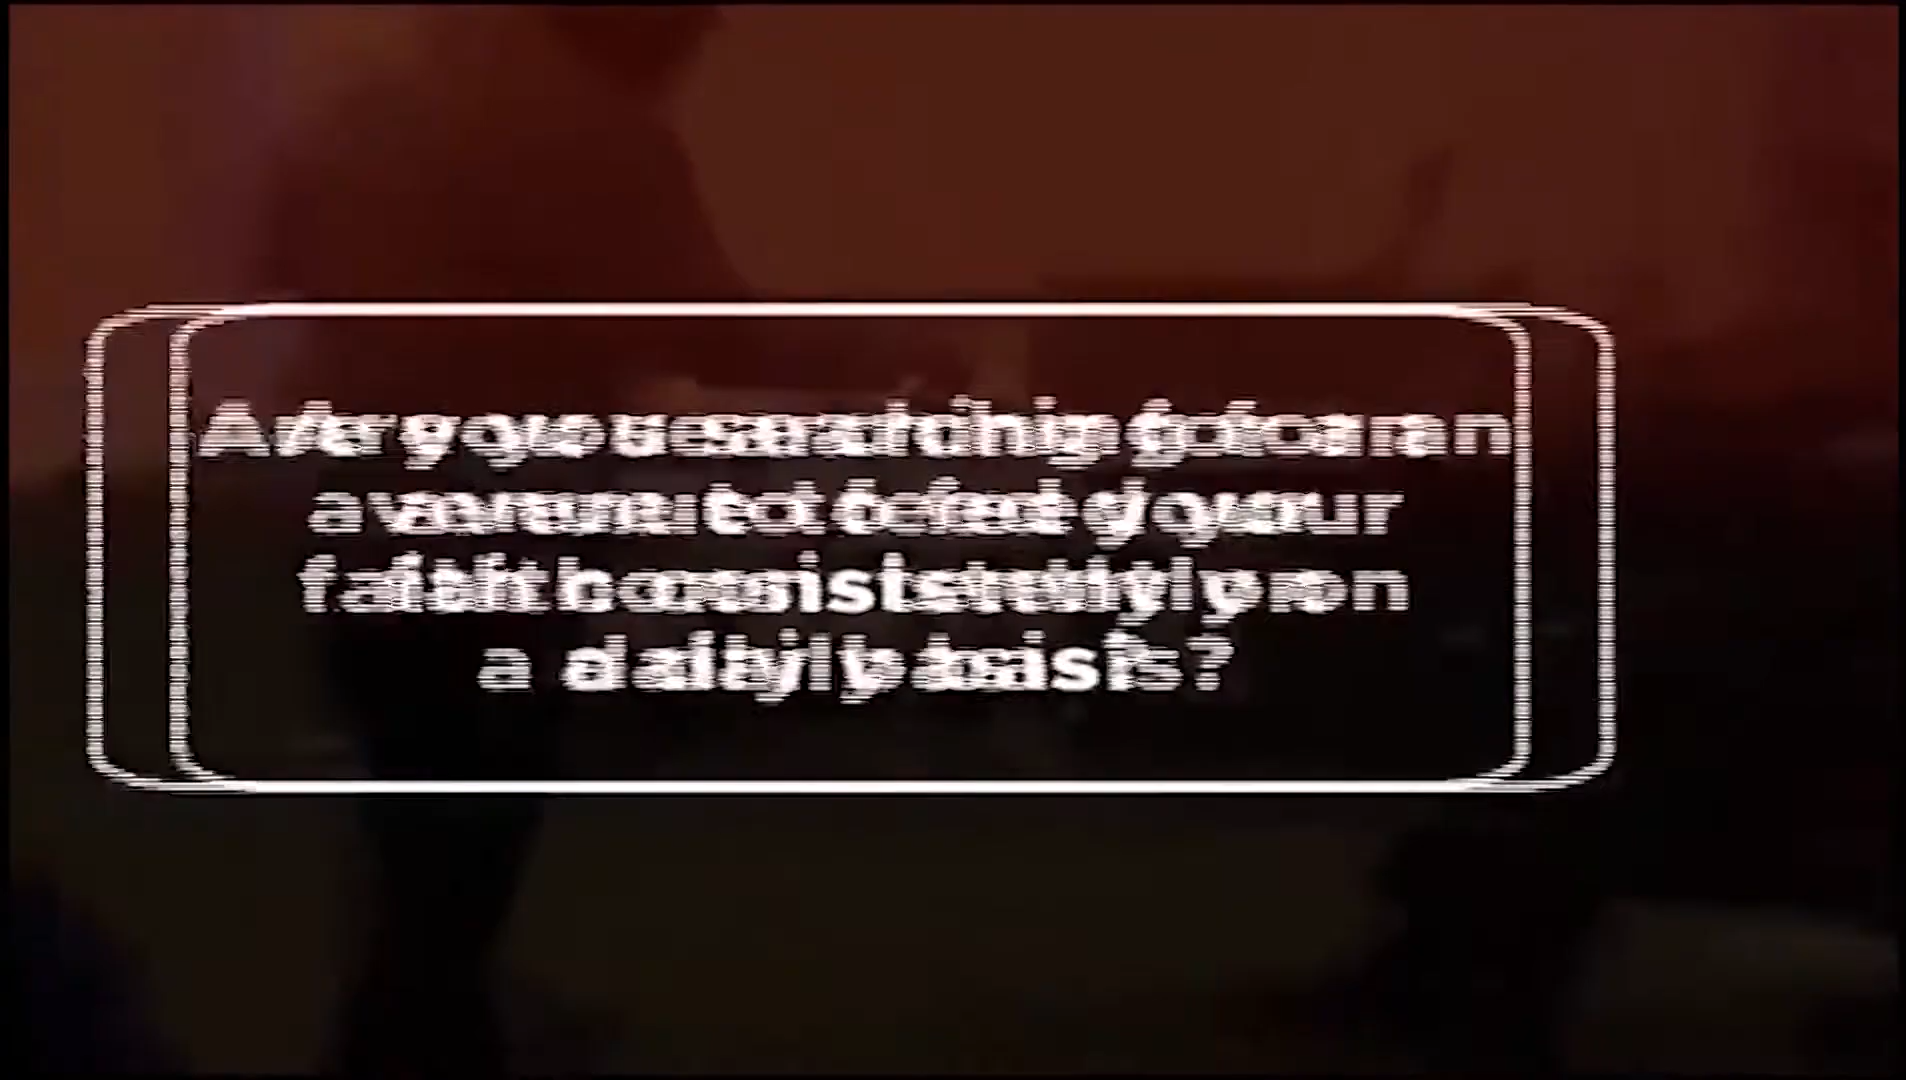 Are you searching for an
avenue to feed your
faith consistently on
a daily basis?